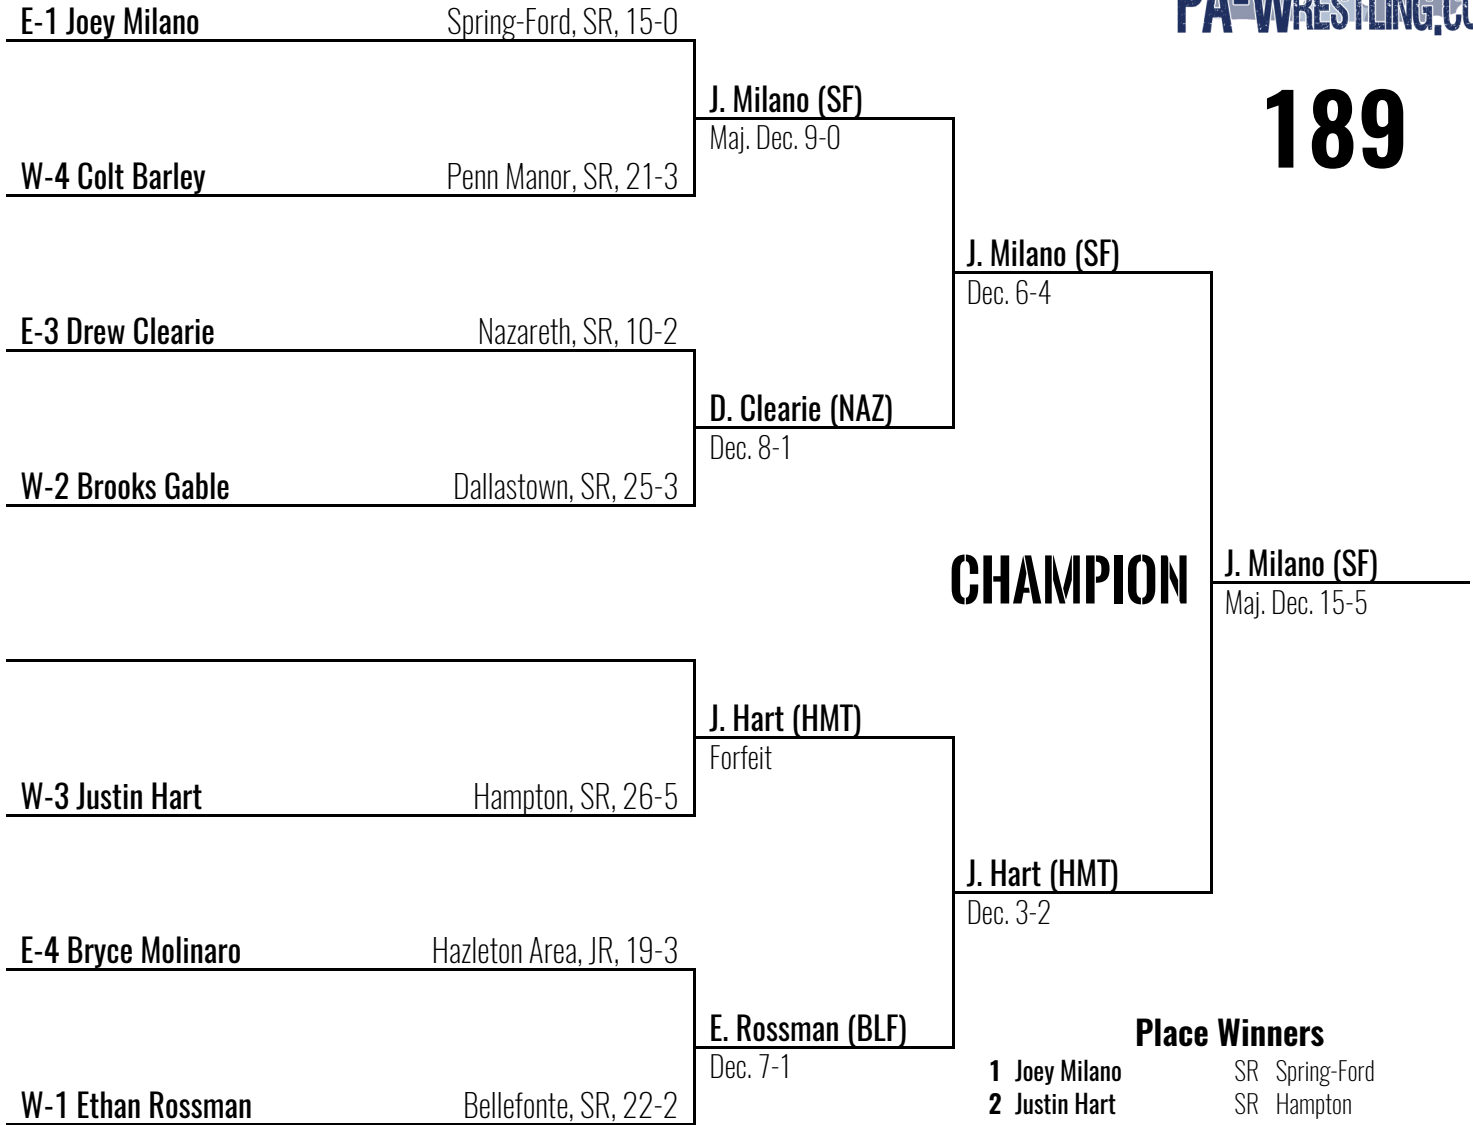 E-1 Joey Milano Spring-Ford, SR, 15-0
J. Milano (SF)
Maj. Dec. 9-0
189
W-4 Colt Barley Penn Manor, SR, 21-3
J. Milano (SF)
Dec. 6-4
E-3 Drew Clearie Nazareth, SR, 10-2
D. Clearie (NAZ)
Dec. 8-1
W-2 Brooks Gable Dallastown, SR, 25-3
CHAMPION
J. Milano (SF)
Maj. Dec. 15-5
J. Hart (HMT)
Forfeit
W-3 Justin Hart Hampton, SR, 26-5
J. Hart (HMT)
Dec. 3-2
E-4 Bryce Molinaro Hazleton Area, JR, 19-3
E. Rossman (BLF)
Dec. 7-1
W-1 Ethan Rossman Bellefonte, SR, 22-2
Place Winners
1 Joey Milano SR Spring-Ford
2 Justin Hart SR Hampton